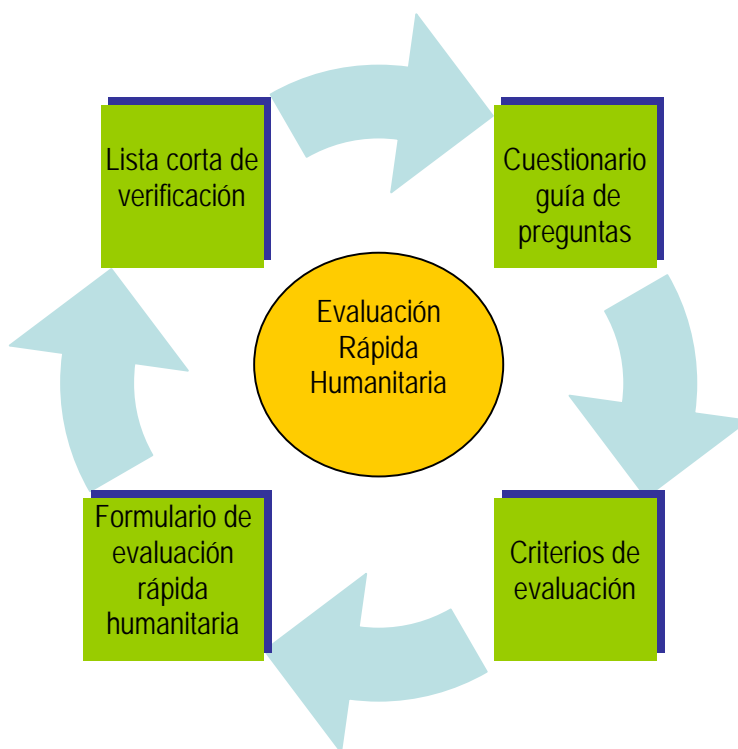 Lista corta de
verificación
Cuestionario
guía de
preguntas
Evaluación
Rápida
Humanitaria
Formulario de
evaluación
rápida
humanitaria
Criterios de
evaluación